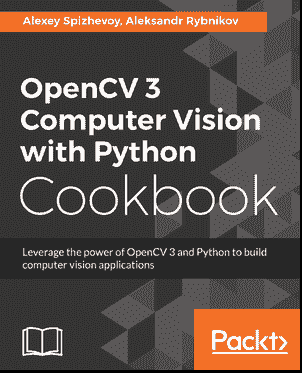 Alexey Spizhevoy, Aleksandr Rybnikov
OpenCV 3
Computer Vision
with Python
Cookbook
Leverage the power of OpenCV 3 and Python to build
computer vision applications
Packt>